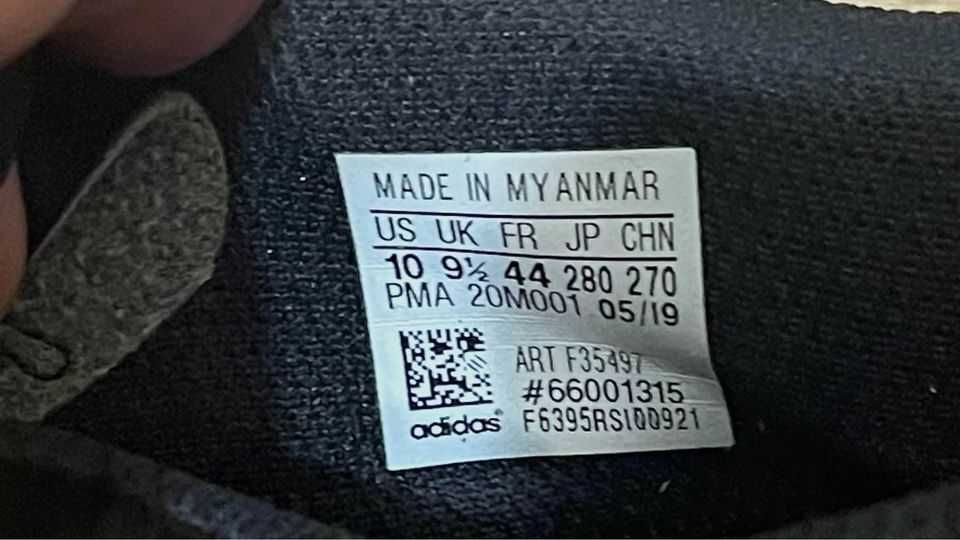 MADE IN MYANMAR
US UK FR JP CHN
10 9½ 44 280 270
PMA 20M001 05/19
ART F35497
#66001315
adidas F6395RSIQ0921